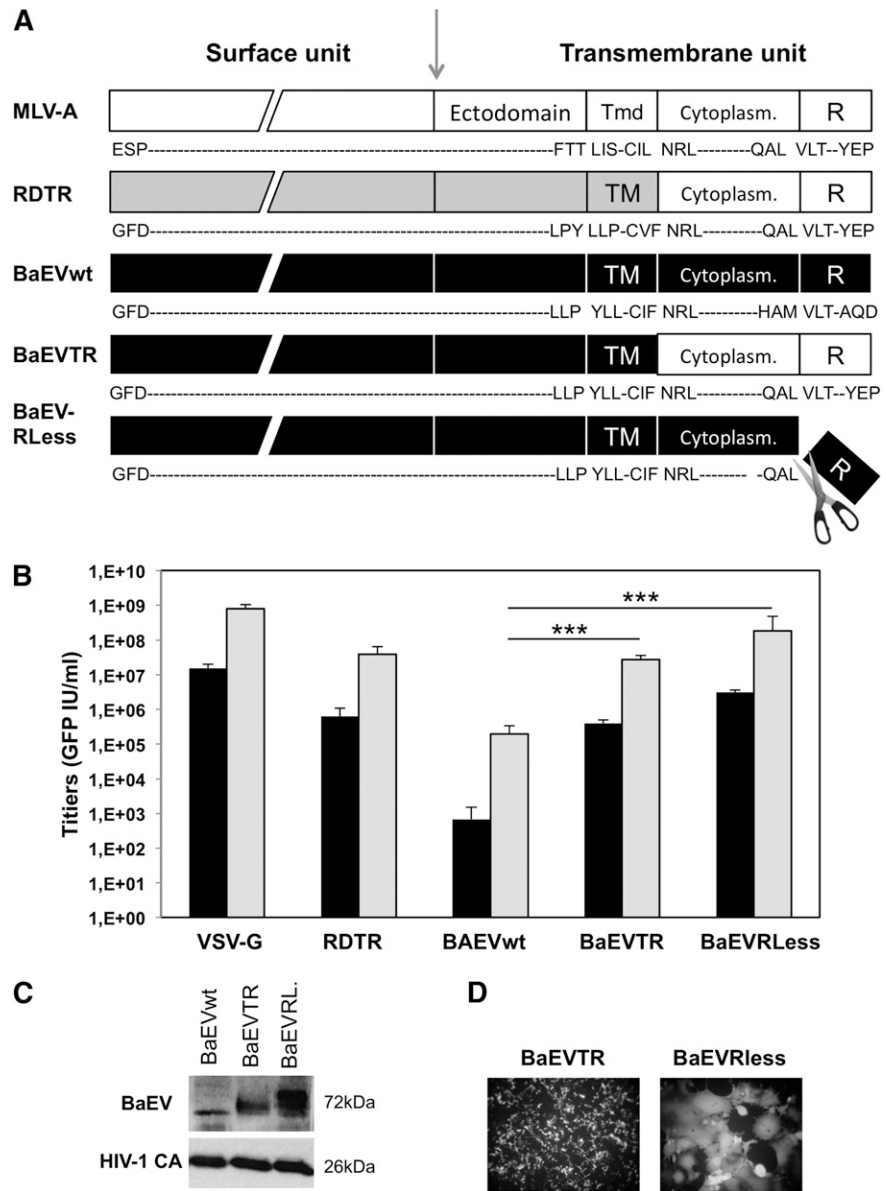 A
Surface unit Transmembrane unit
MLV-A Ectodomain Tmd Cytoplasm. R
ESP--------------------------------------------------------FTT LIS-CIL NRL---------QAL VLT--YEP
RDTR TM Cytoplasm. R
GFD--------------------------------------------------------LPY LLP-CVF NRL----------QAL VLT-YEP
BaEVwt TM Cytoplasm. R
GFD--------------------------------------------------------LLP YLL-CIF NRL----------HAM VLT-AQD
BaEVTR TM Cytoplasm. R
GFD--------------------------------------------------------LLP YLL-CIF NRL---------QAL VLT--YEP
BaEV-
RLess TM Cytoplasm. R
GFD--------------------------------------------------------LLP YLL-CIF NRL------- -QAL
B
Titiers (GFP IU/ml)
1,E+10
1,E+09
1,E+08
1,E+07
1,E+06
1,E+05
1,E+04
1,E+03
1,E+02
1,E+01
1,E+00
***
***
VSV-G RDTR BAEVwt BaEVTR BaEVRLess
C
BaEVwt BaEVTR BaEVRL.
BaEV 72kDa
HIV-1 CA 26kDa
D
BaEVTR BaEVRless